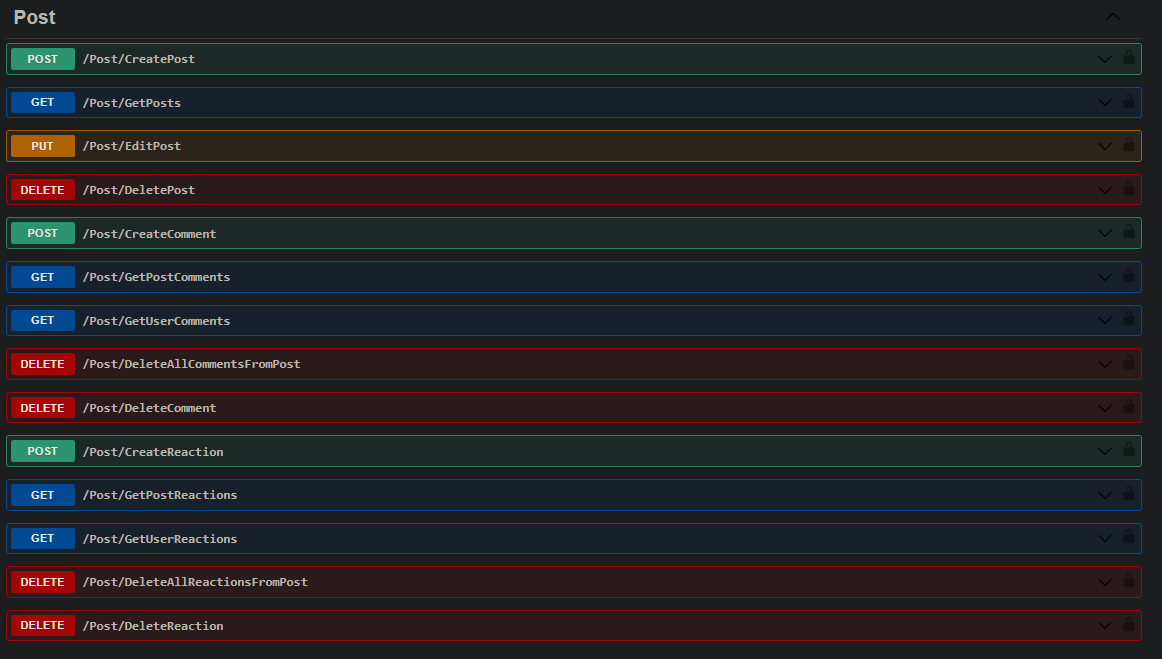 Post
POST /Post/CreatePost
GET /Post/GetPosts
PUT /Post/EditPost
DELETE /Post/DeletePost
POST /Post/CreateComment
GET /Post/GetPostComments
GET /Post/GetUserComments
DELETE /Post/DeleteAllCommentsFromPost
DELETE /Post/DeleteComment
POST /Post/CreateReaction
GET /Post/GetPostReactions
GET /Post/GetUserReactions
DELETE /Post/DeleteAllReactionsFromPost
DELETE /Post/DeleteReaction